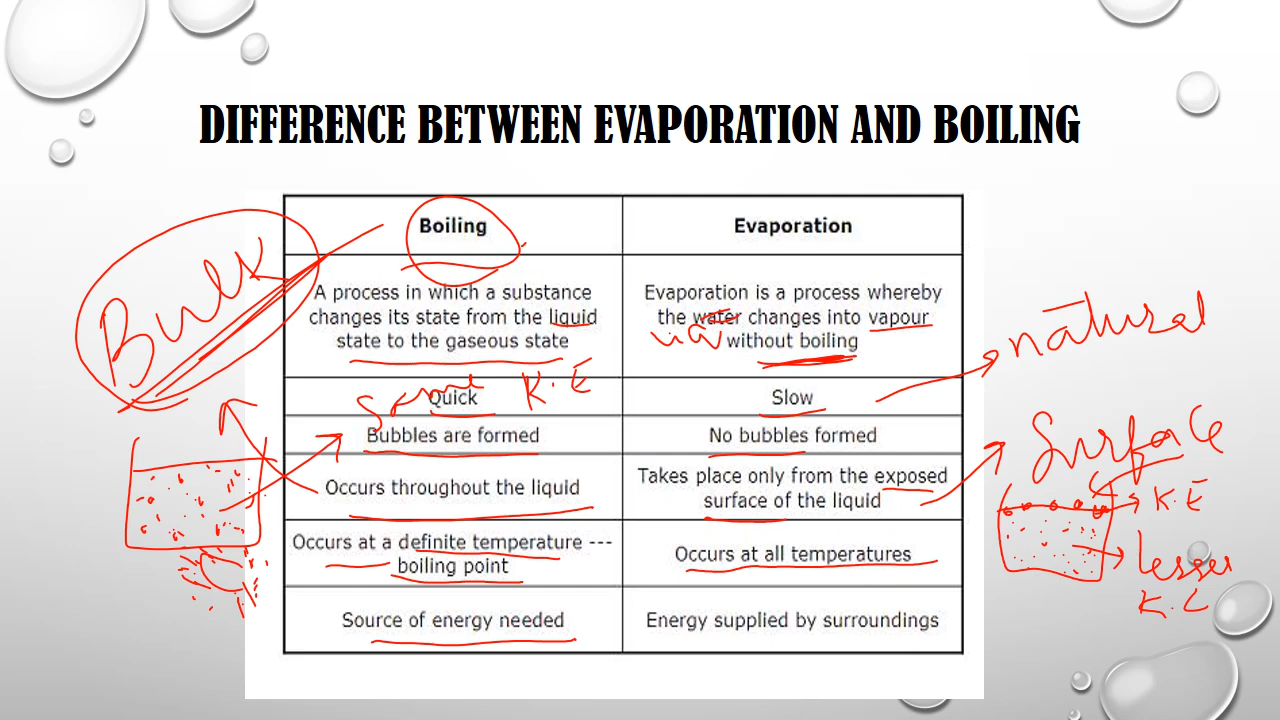 DIFFERENCE BETWEEN EVAPORATION AND BOILING
Boiling
Evaporation
A process in which a substance
changes its state from the liquid
state to the gaseous state
Evaporation is a process whereby
the water changes into vapour
without boiling
Quick
Slow
Bubbles are formed
No bubbles formed
Occurs throughout the liquid
Takes place only from the exposed
surface of the liquid
Occurs at a definite temperature ---
boiling point
Occurs at all temperatures
Source of energy needed
Energy supplied by surroundings
Bulk
Same K.E
natural
Surface
K.E
lesser
K.E